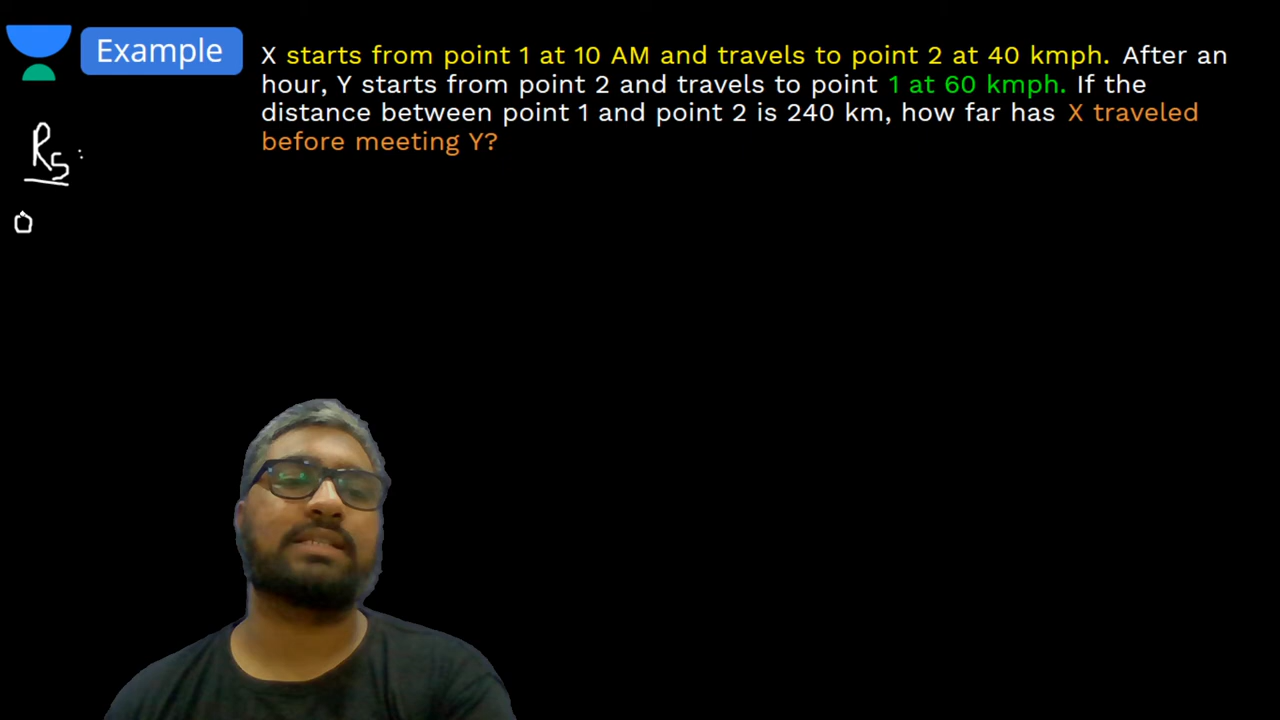 Example
X starts from point 1 at 10 AM and travels to point 2 at 40 kmph. After an
hour, Y starts from point 2 and travels to point 1 at 60 kmph. If the
distance between point 1 and point 2 is 240 km, how far has X traveled
before meeting Y?
RS :
O